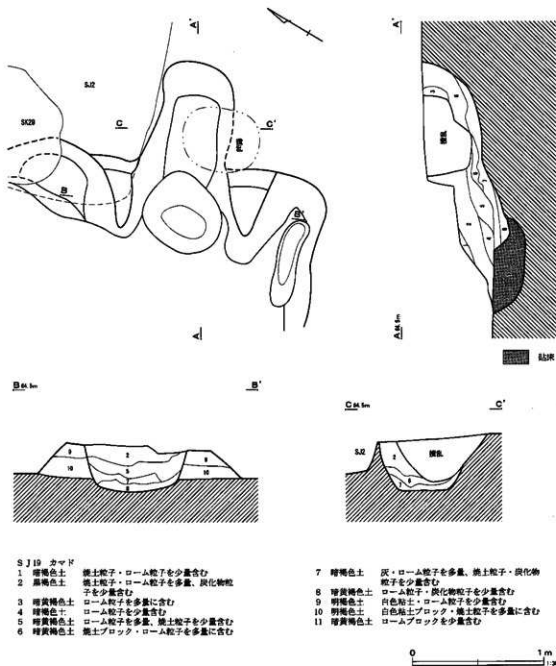 A'
A'
SJ2
C
C'
SK29
攪乱
攪乱
B
B'
A
A 64.5m
貼床
B 64.5m
B'
C 64.5m
C'
SJ2
攪乱
2
9
9
10
10
5
6
2
6
7
SJ19 カマド
1 暗褐色土 焼土粒子・ローム粒子を少量含む
2 黒褐色土 焼土粒子・ローム粒子を多量、炭化物粒
子を少量含む
3 暗黄褐色土 ローム粒子を多量に含む
4 暗褐色土 ローム粒子を少量含む
5 暗黄褐色土 ローム粒子を多量、焼土粒子を少量含む
6 暗黄褐色土 焼土ブロック・ローム粒子を多量に含む
7 暗褐色土 灰・ローム粒子を多量、焼土粒子・炭化物
粒子を少量含む
8 暗黄褐色土 ローム粒子・炭化物粒子を少量含む
9 明褐色土 白色粘土・ローム粒子を少量含む
10 明褐色土 白色粘土ブロック・焼土粒子を多量に含む
11 暗黄褐色土 ロームブロックを少量含む
0 1m